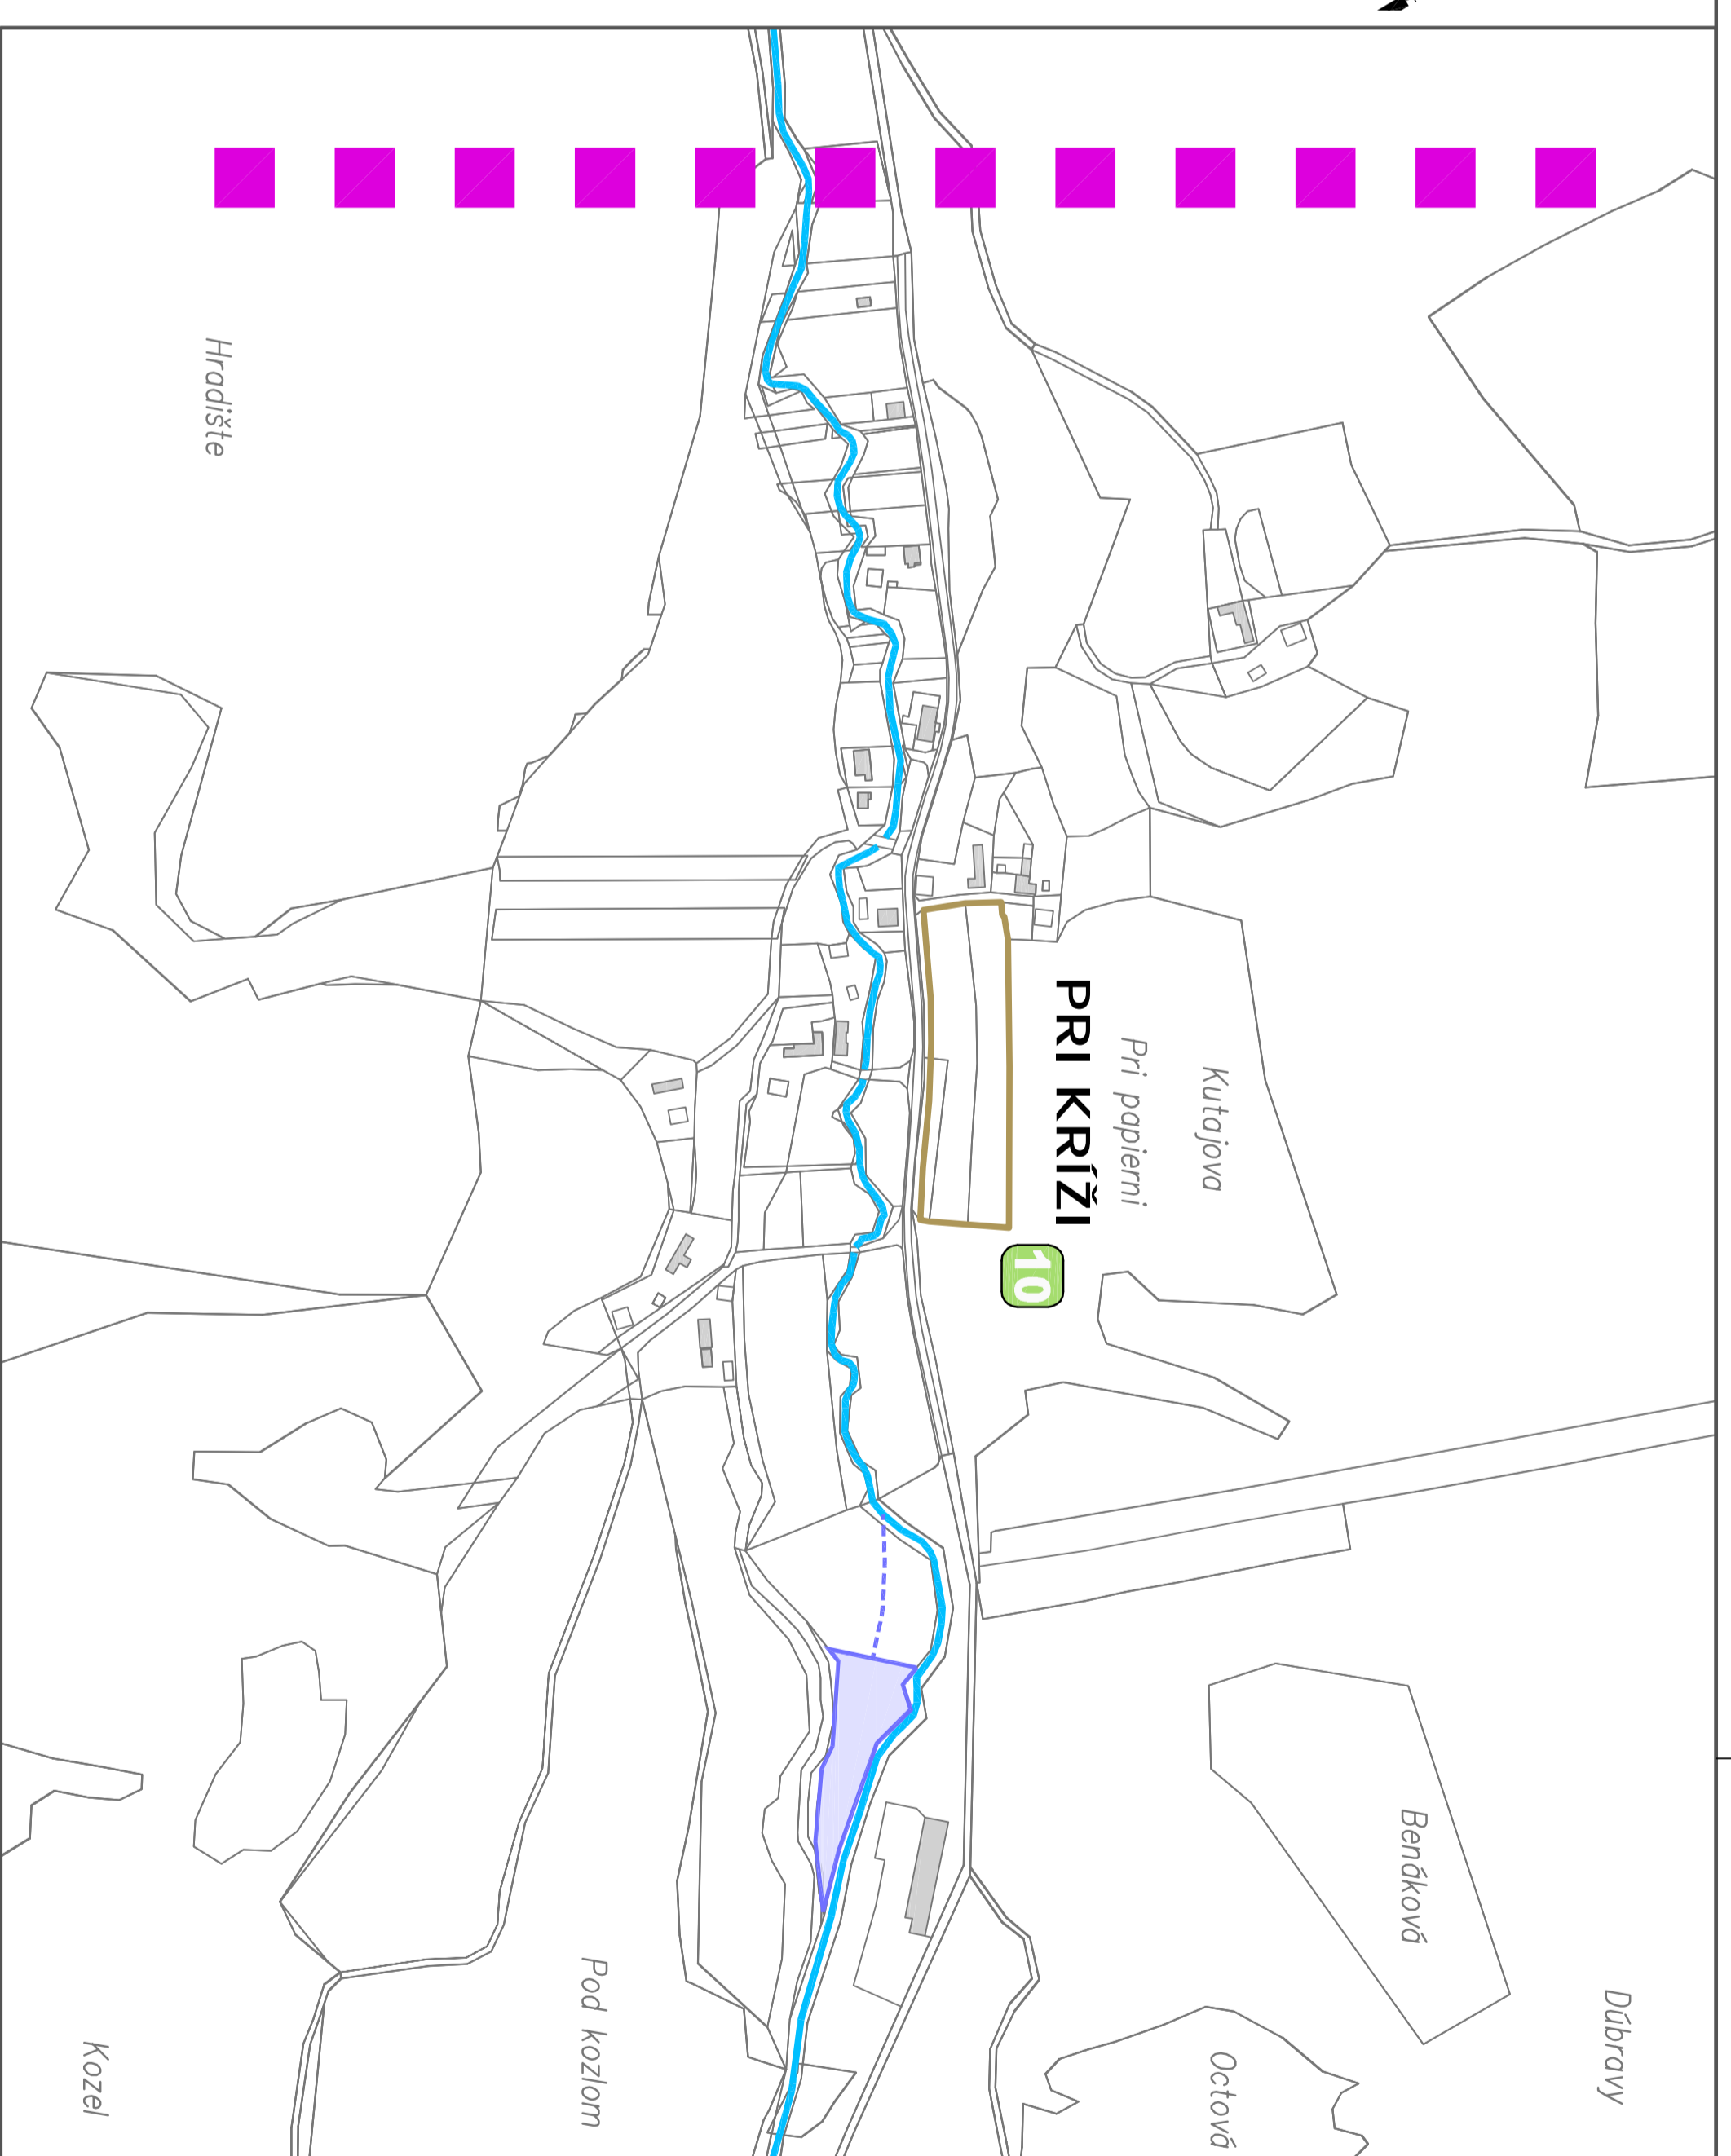 Dúbravy
Octová
Benáková
Kutajova
Pri papierni
PRI KRÍŽI
10
Hradište
Pod kozlom
Kozel